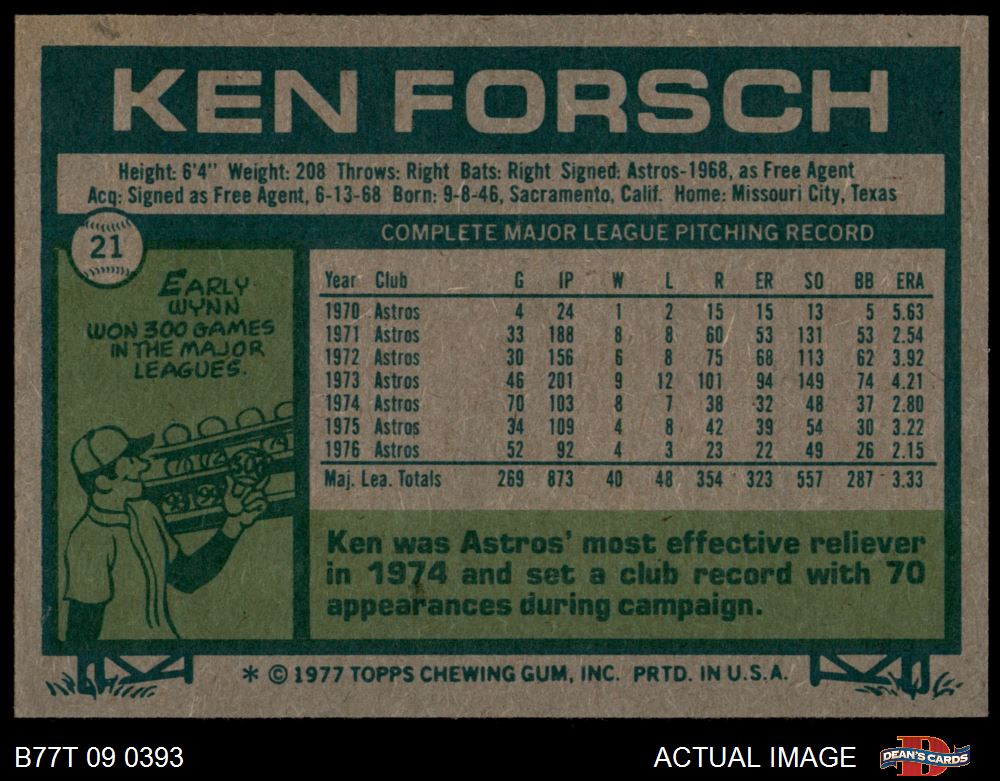 KEN FORSCH
Height: 6'4" Weight: 208 Throws: Right Bats: Right Signed: Astros-1968, as Free Agent
Acq: Signed as Free Agent, 6-13-68 Born: 9-8-46, Sacramento, Calif. Home: Missouri City, Texas
21
EARLY
WYNN
WON 300 GAMES
IN THE MAJOR
LEAGUES.
300
COMPLETE MAJOR LEAGUE PITCHING RECORD
Year Club G IP W L R ER SO BB ERA
1970 Astros 4 24 1 2 15 15 13 5 5.63
1971 Astros 33 188 8 8 60 53 131 53 2.54
1972 Astros 30 156 6 8 75 68 113 62 3.92
1973 Astros 46 201 9 12 101 94 149 74 4.21
1974 Astros 70 103 8 7 38 32 48 37 2.80
1975 Astros 34 109 4 8 42 39 54 30 3.22
1976 Astros 52 92 4 3 23 22 49 26 2.15
Maj. Lea. Totals 269 873 40 48 354 323 557 287 3.33
Ken was Astros' most effective reliever
in 1974 and set a club record with 70
appearances during campaign.
* © 1977 TOPPS CHEWING GUM, INC. PRTD. IN U.S.A.
B77T 09 0393
ACTUAL IMAGE
DEAN'S CARDS